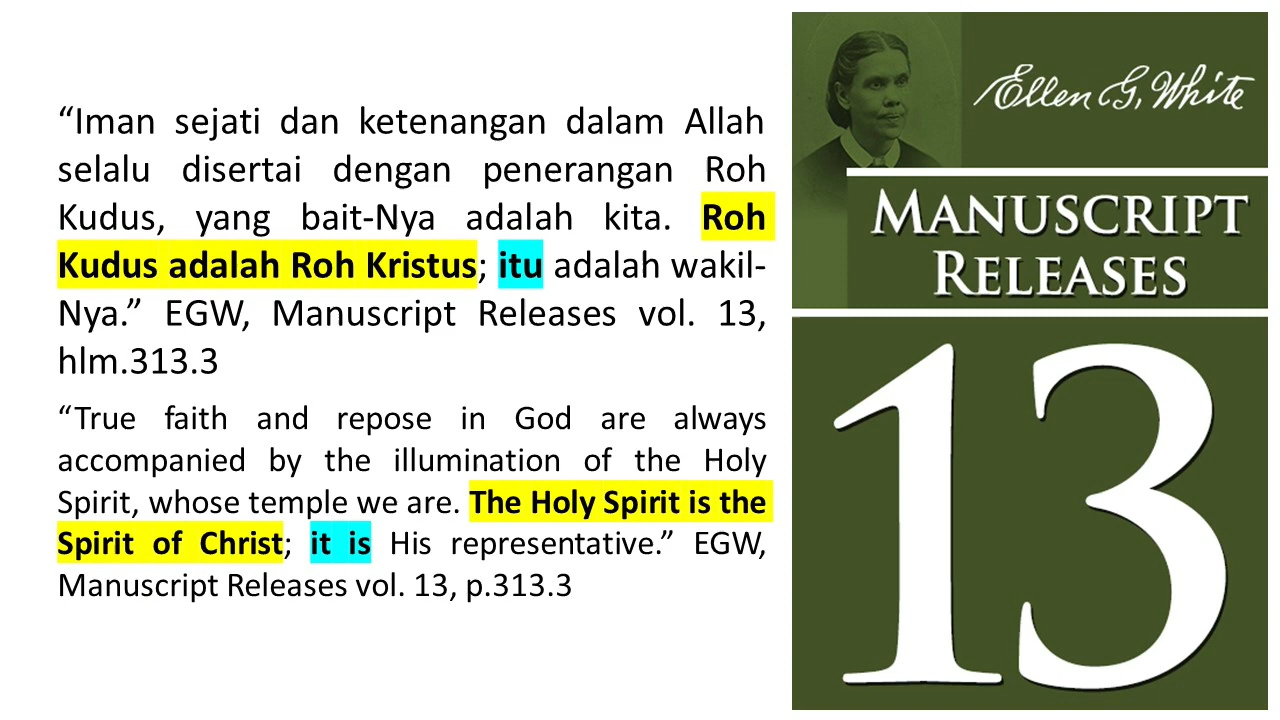 “Iman sejati dan ketenangan dalam Allah
selalu disertai dengan penerangan Roh
Kudus, yang bait-Nya adalah kita. Roh
Kudus adalah Roh Kristus; itu adalah wakil-
Nya.” EGW, Manuscript Releases vol. 13,
hlm.313.3
“True faith and repose in God are always
accompanied by the illumination of the Holy
Spirit, whose temple we are. The Holy Spirit is the
Spirit of Christ; it is His representative.” EGW,
Manuscript Releases vol. 13, p.313.3
Ellen G. White
MANUSCRIPT
RELEASES
13